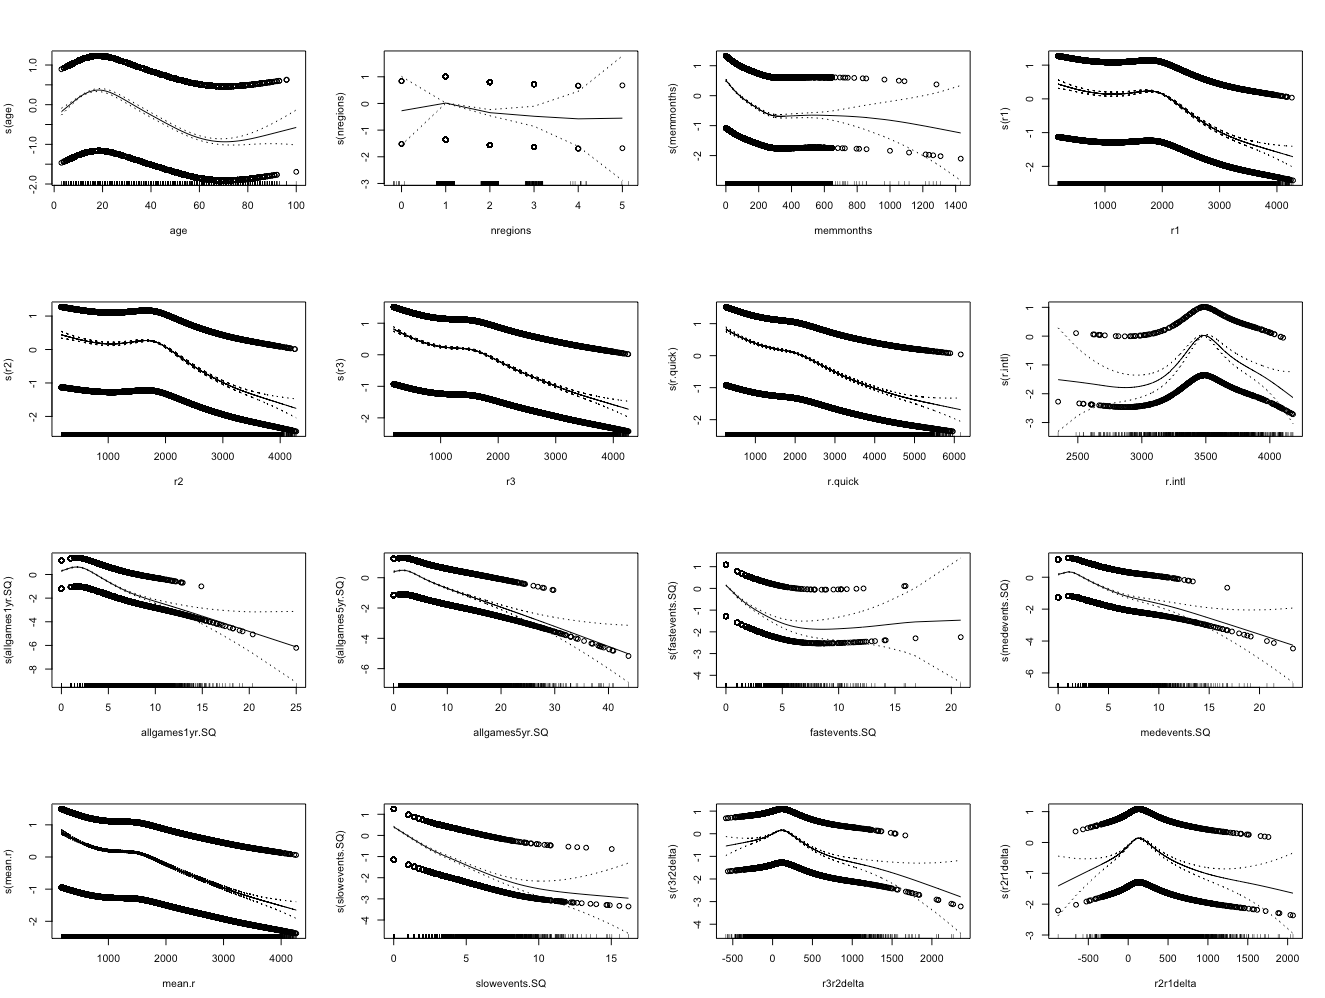 s(age)
1.0
0.0
-1.0
-2.0
0 20 40 60 80 100
age
s(nregions)
1
0
-1
-2
-3
0 1 2 3 4 5
nregions
s(memmonths)
1
0
-1
-2
0 200 400 600 800 1000 1200 1400
memmonths
s(r1)
1
0
-1
-2
1000 2000 3000 4000
r1
s(r2)
1
0
-1
-2
1000 2000 3000 4000
r2
s(r3)
1
0
-1
-2
1000 2000 3000 4000
r3
s(r.quick)
1
0
-1
-2
1000 2000 3000 4000 5000 6000
r.quick
s(r.intl)
1
0
-1
-2
-3
2500 3000 3500 4000
r.intl
s(allgames1yr.SQ)
0
-2
-4
-6
-8
0 5 10 15 20 25
allgames1yr.SQ
s(allgames5yr.SQ)
0
-2
-4
-6
0 10 20 30 40
allgames5yr.SQ
s(fastevents.SQ)
1
0
-1
-2
-3
-4
0 5 10 15 20
fastevents.SQ
s(medevents.SQ)
0
-2
-4
-6
0 5 10 15 20
medevents.SQ
s(mean.r)
1
0
-1
-2
1000 2000 3000 4000
mean.r
s(slowevents.SQ)
1
0
-1
-2
-3
-4
0 5 10 15
slowevents.SQ
s(r3r2delta)
1
0
-1
-2
-4
-500 0 500 1000 1500 2000
r3r2delta
s(r2r1delta)
1
0
-1
-2
-3
-500 0 500 1000 1500 2000
r2r1delta